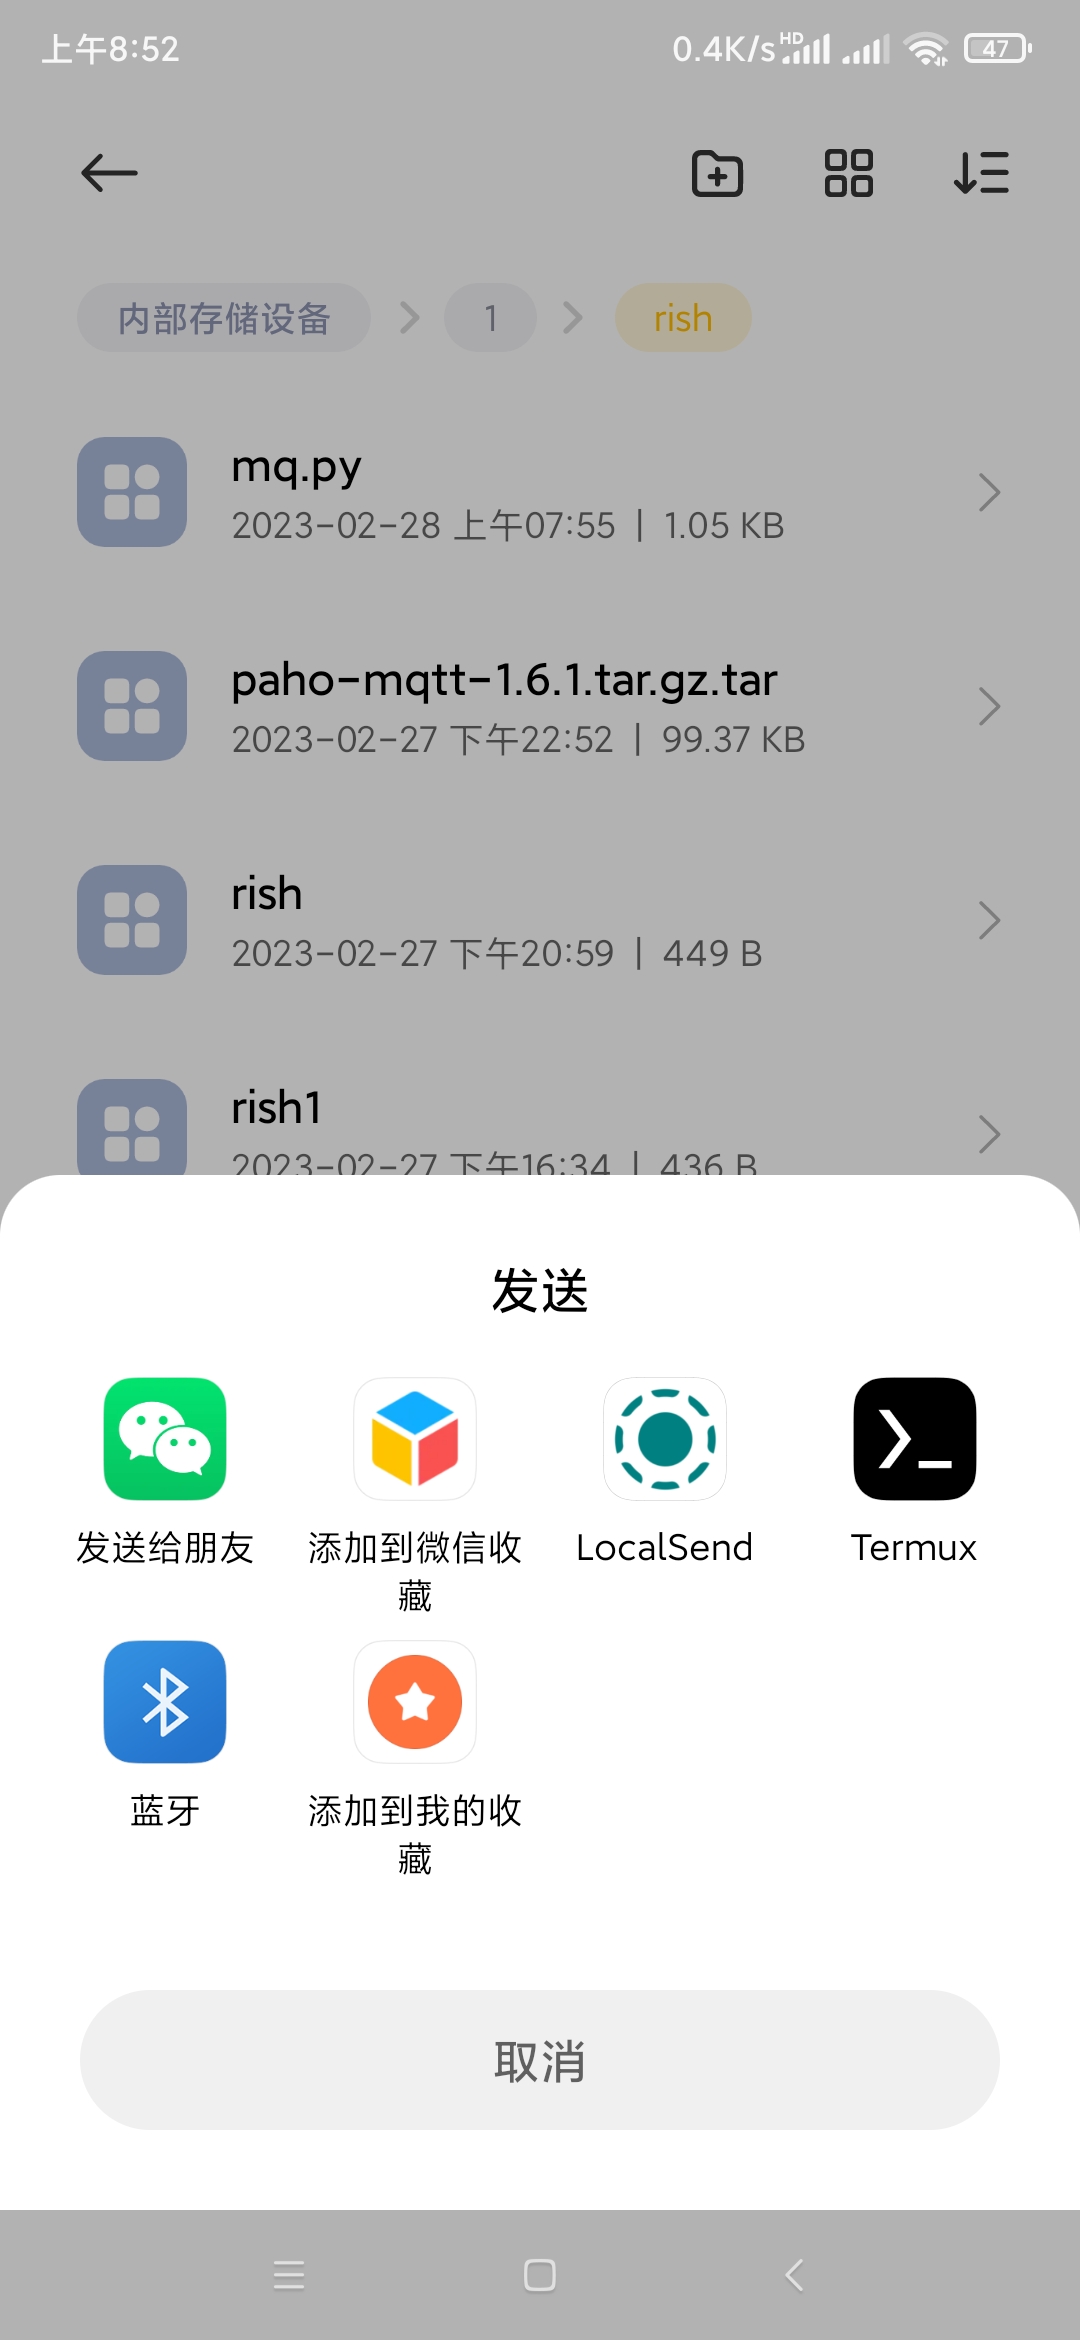 上午8:52 0.4K/s HD 47
内部存储设备 1 rish
mq.py
2023-02-28 上午07:55 | 1.05 KB
paho-mqtt-1.6.1.tar.gz.tar
2023-02-27 下午22:52 | 99.37 KB
rish
2023-02-27 下午20:59 | 449 B
rish1
2023-02-27 下午16:34 | 436 B
发送
发送给朋友 添加到微信收 LocalSend Termux
藏
蓝牙 添加到我的收
藏
取消